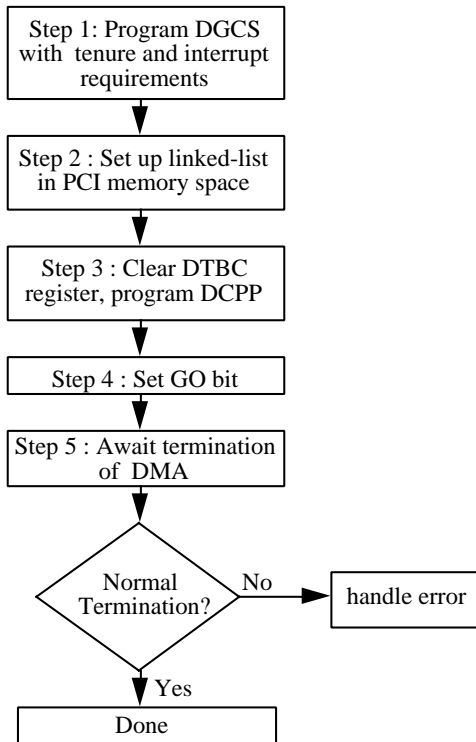 Step 1: Program DGCS
with tenure and interrupt
requirements
Step 2 : Set up linked-list
in PCI memory space
Step 3 : Clear DTBC
register, program DCPP
Step 4 : Set GO bit
Step 5 : Await termination
of DMA
Normal
Termination?
No
handle error
Yes
Done